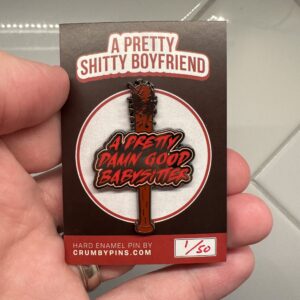 A PRETTY
SHITTY BOYFRIEND
A PRETTY
DAMN GOOD
BABYSITTER
HARD ENAMEL PIN BY
CRUMBYPINS.COM
1/50